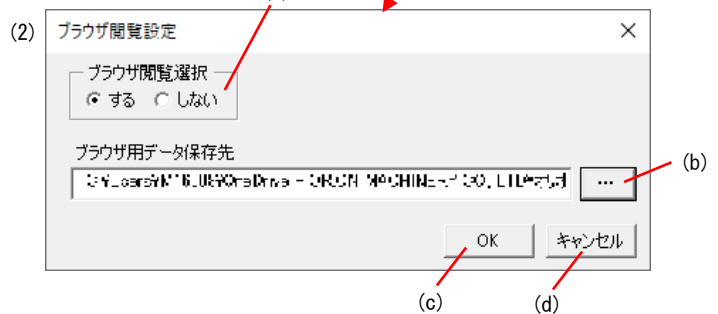 (2)
ブラウザ閲覧設定
ブラウザ閲覧選択
する しない
ブラウザ用データ保存先
...
(b)
OK キャンセル
(c) (d)